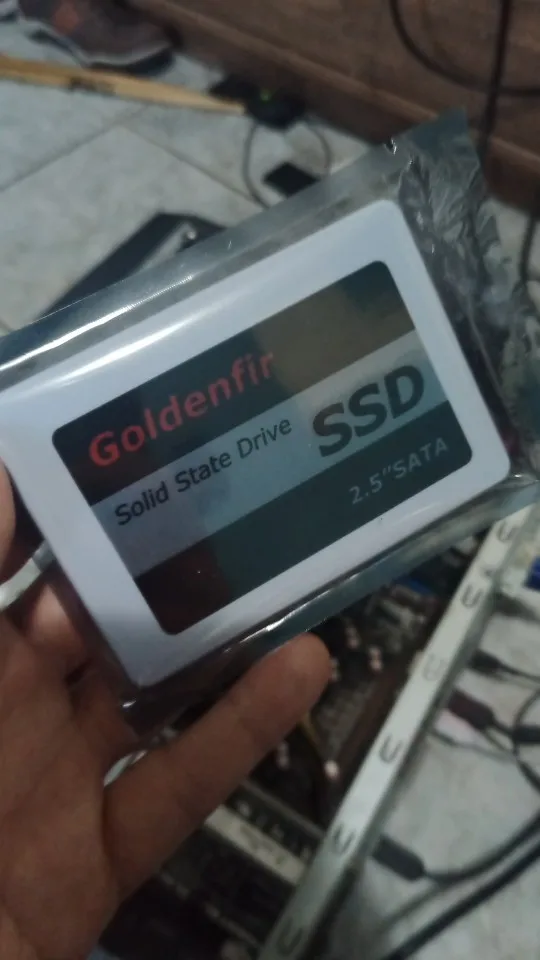 Goldenfir
Solid State Drive SSD
2.5"SATA